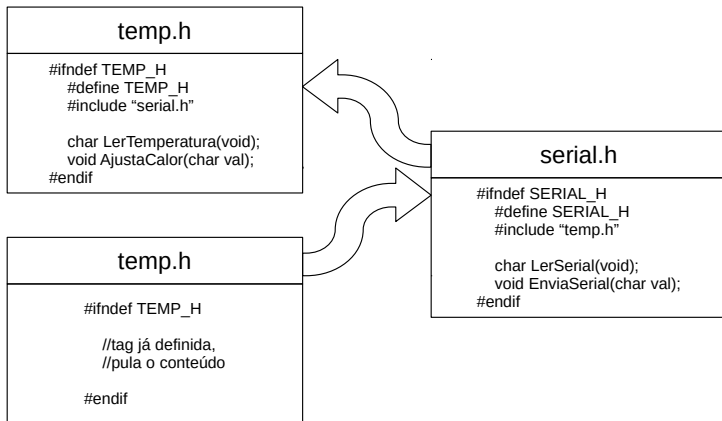 temp.h
#ifndef TEMP_H
#define TEMP_H
#include “serial.h”
char LerTemperatura(void);
void AjustaCalor(char val);
#endif
serial.h
#ifndef SERIAL_H
#define SERIAL_H
#include “temp.h”
char LerSerial(void);
void EnviaSerial(char val);
#endif
temp.h
#ifndef TEMP_H
//tag já definida,
//pula o conteúdo
#endif